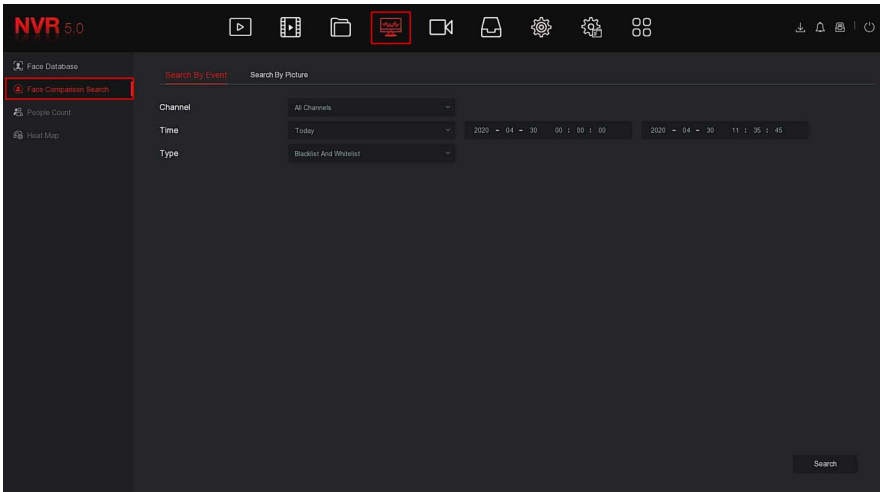 NVR 5.0
Face Database
Face Comparison Search
People Count
Heat Map
Search By Event Search By Picture
Channel All Channels
Time Today 2020 - 04 - 30 00 : 00 : 00 2020 - 04 - 30 11 : 35 : 45
Type Blacklist And Whitelist
Search